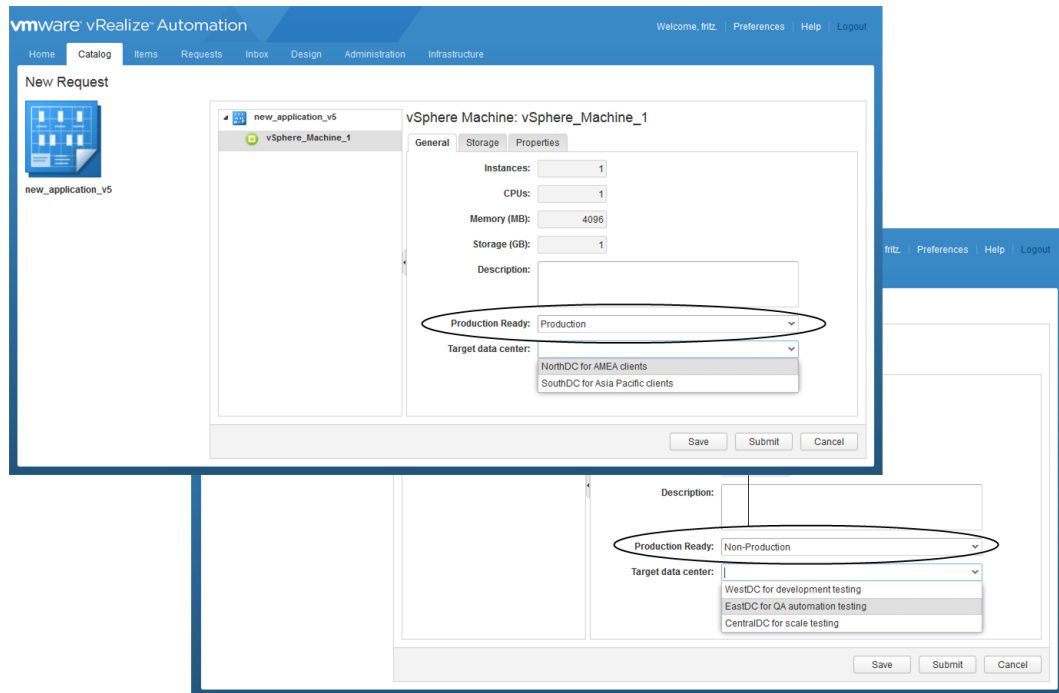 vmware vRealize Automation
Welcome, fritz. Preferences Help Logout
Home Catalog Items Requests Inbox Design Administration Infrastructure
New Request
new_application_v5
new_application_v5
vSphere_Machine_1
vSphere Machine: vSphere_Machine_1
General Storage Properties
Instances: 1
CPUs: 1
Memory (MB): 4096
Storage (GB): 1
Description:
Production Ready: Production
Target data center:
NorthDC for AMEA clients
SouthDC for Asia Pacific clients
Save Submit Cancel
fritz. Preferences Help Logout
Description:
Production Ready: Non-Production
Target data center:
WestDC for development testing
EastDC for QA automation testing
CentralDC for scale testing
Save Submit Cancel